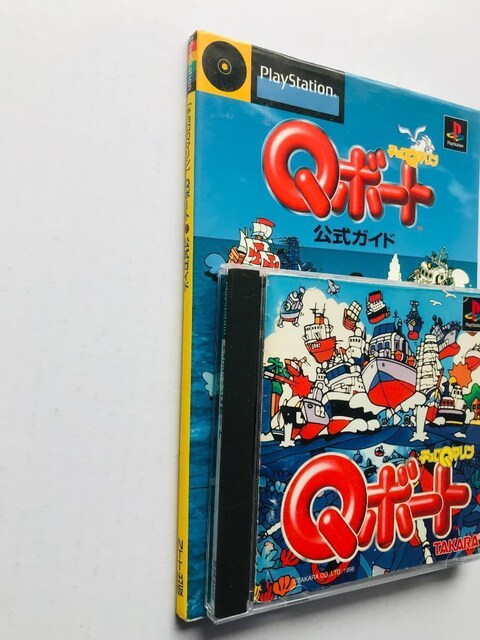 PlayStation
PlayStation
チョロQマリン
Qボート
公式ガイド
PlayStation
チョロQマリン
Qボート
TAKARA
©TAKARA CO.,LTD. 1998